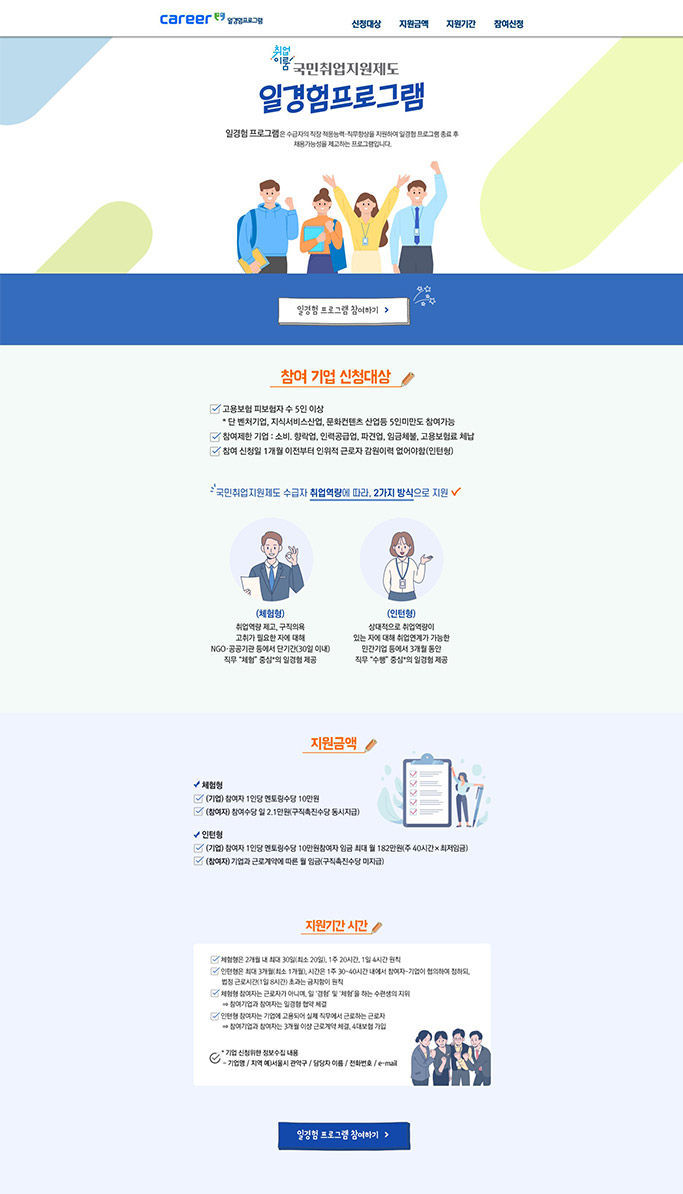 career 일경험프로그램
신청대상 지원금액 지원기간 참여신청
취업이룸 국민취업지원제도
일경험프로그램
일경험 프로그램은 수급자의 직장 적응능력·직무향상을 지원하여 일경험 프로그램 종료 후
채용가능성을 제고하는 프로그램입니다.
일경험 프로그램 참여하기 >
참여 기업 신청대상
고용보험 피보험자 수 5인 이상
* 단 벤처기업, 지식서비스산업, 문화컨텐츠 산업등 5인미만도 참여가능
참여제한 기업 : 소비. 향락업, 인력공급업, 파견업, 임금체불, 고용보험료 체납
참여 신청일 1개월 이전부터 인위적 근로자 감원이력 없어야함(인턴형)
국민취업지원제도 수급자 취업역량에 따라, 2가지 방식으로 지원
(체험형)
취업역량 제고, 구직의욕
고취가 필요한 자에 대해
NGO·공공기관 등에서 단기간(30일 이내)
직무 "체험" 중심*의 일경험 제공
(인턴형)
상대적으로 취업역량이
있는 자에 대해 취업연계가 가능한
민간기업 등에서 3개월 동안
직무 "수행" 중심*의 일경험 제공
지원금액
체험형
(기업) 참여자 1인당 멘토링수당 10만원
(참여자) 참여수당 일 2.1만원(구직촉진수당 동시지급)
인턴형
(기업) 참여자 1인당 멘토링수당 10만원참여자 임금 최대 월 182만원(주 40시간×최저임금)
(참여자) 기업과 근로계약에 따른 월 임금(구직촉진수당 미지급)
지원기간 시간
체험형은 2개월 내 최대 30일(최소 20일), 1주 20시간, 1일 4시간 원칙
인턴형은 최대 3개월(최소 1개월), 시간은 1주 30~40시간 내에서 참여자-기업이 협의하여 정하되,
법정 근로시간(1일 8시간) 초과는 금지함이 원칙
체험형 참여자는 근로자가 아니며, 일 '경험' 및 '체험'을 하는 수련생의 지위
⇒ 참여기업과 참여자는 일경험 협약 체결
인턴형 참여자는 기업에 고용되어 실제 직무에서 근로하는 근로자
⇒ 참여기업과 참여자는 3개월 이상 근로계약 체결, 4대보험 가입
* 기업 신청위한 정보수집 내용
- 기업명 / 지역 예)서울시 관악구 / 담당자 이름 / 전화번호 / e-mail
일경험 프로그램 참여하기 >